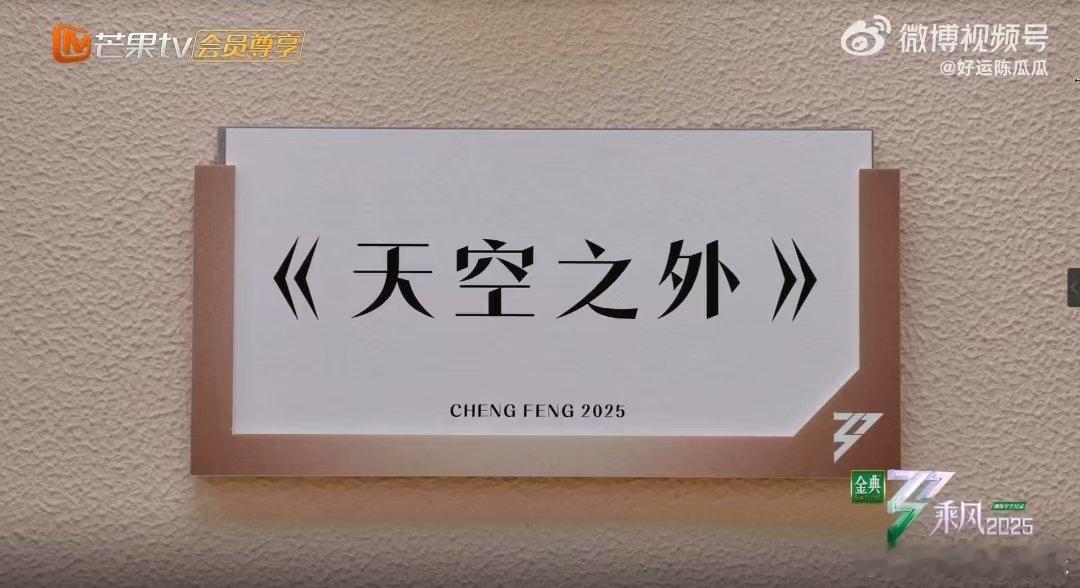 芒果tv会员尊享
微博视频号
@好运陈瓜瓜
《天空之外》
CHENG FENG 2025
金典
SATINE
乘风2025